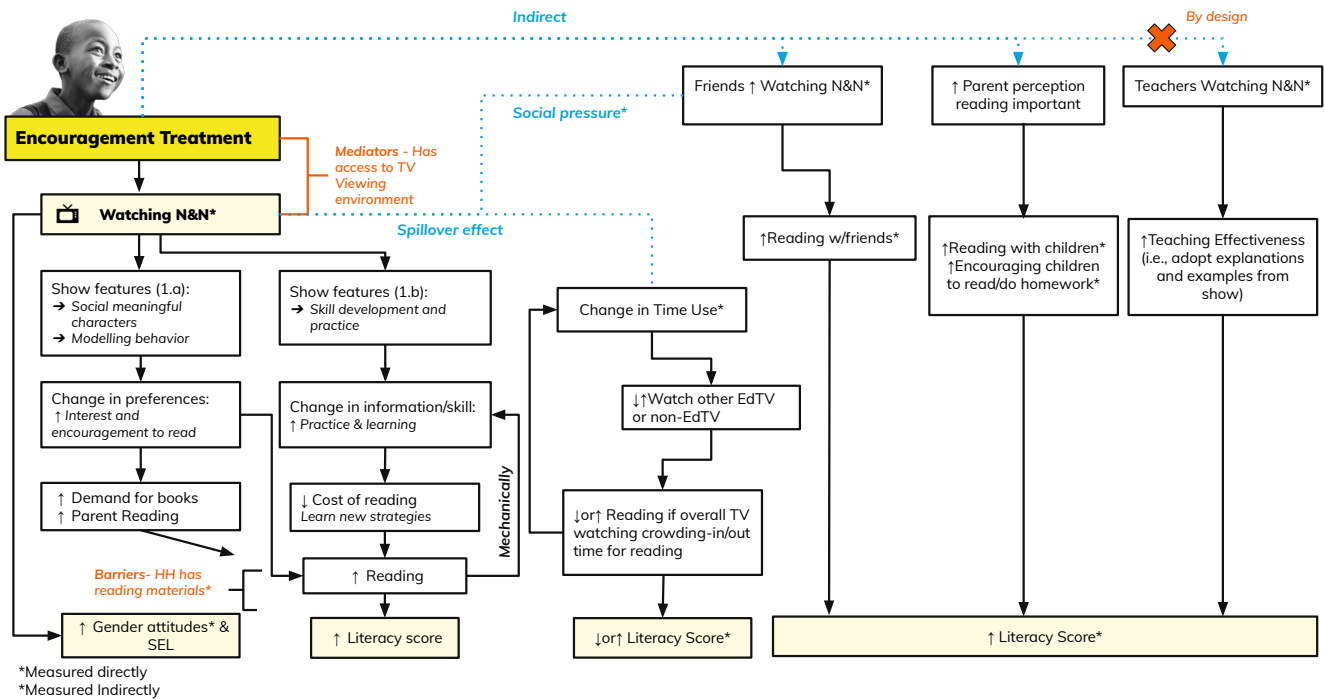 Indirect
By design
Friends ↑ Watching N&N*
↑ Parent perception
reading important
Teachers Watching N&N*
Social pressure*
Encouragement Treatment
Mediators - Has
access to TV
Viewing
environment
Watching N&N*
Spillover effect
↑Reading w/friends*
↑Reading with children*
↑Encouraging children
to read/do homework*
↑Teaching Effectiveness
(i.e., adopt explanations
and examples from
show)
Show features (1.a):
→ Social meaningful
characters
→ Modelling behavior
Show features (1.b):
→ Skill development and
practice
Change in Time Use*
Change in preferences:
↑ Interest and
encouragement to read
Change in information/skill:
↑ Practice & learning
↓↑Watch other EdTV
or non-EdTV
Mechanically
↑ Demand for books
↑ Parent Reading
↓ Cost of reading
Learn new strategies
↓or↑ Reading if overall TV
watching crowding-in/out
time for reading
Barriers- HH has
reading materials*
↑ Reading
↑ Gender attitudes* &
SEL
↑ Literacy score
↓or↑ Literacy Score*
↑ Literacy Score*
*Measured directly
*Measured Indirectly